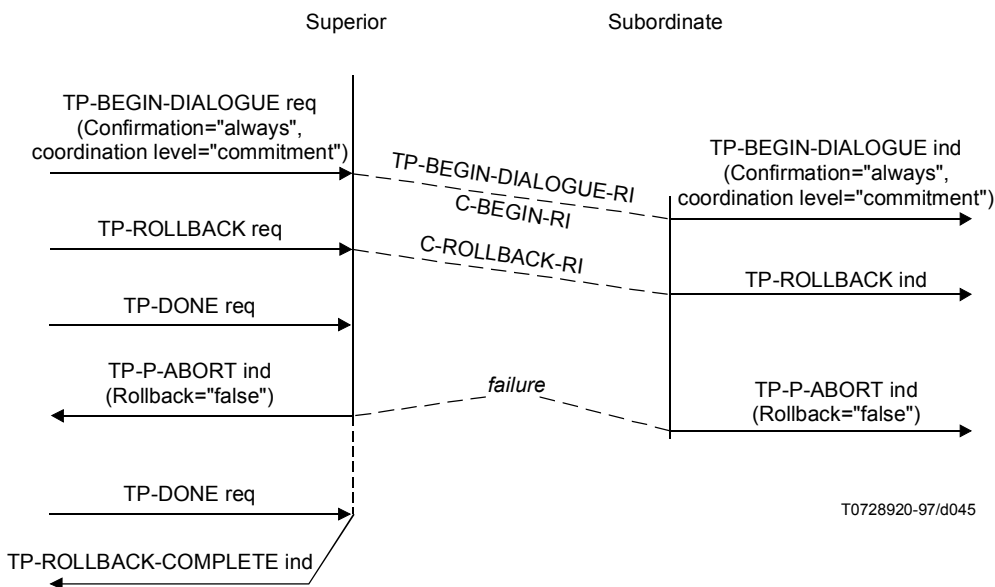 Superior Subordinate
TP-BEGIN-DIALOGUE req
(Confirmation="always",
coordination level="commitment")
TP-BEGIN-DIALOGUE-RI
C-BEGIN-RI
TP-BEGIN-DIALOGUE ind
(Confirmation="always",
coordination level="commitment")
TP-ROLLBACK req
C-ROLLBACK-RI
TP-ROLLBACK ind
TP-DONE req
TP-P-ABORT ind
(Rollback="false")
failure
TP-P-ABORT ind
(Rollback="false")
TP-DONE req
T0728920-97/d045
TP-ROLLBACK-COMPLETE ind